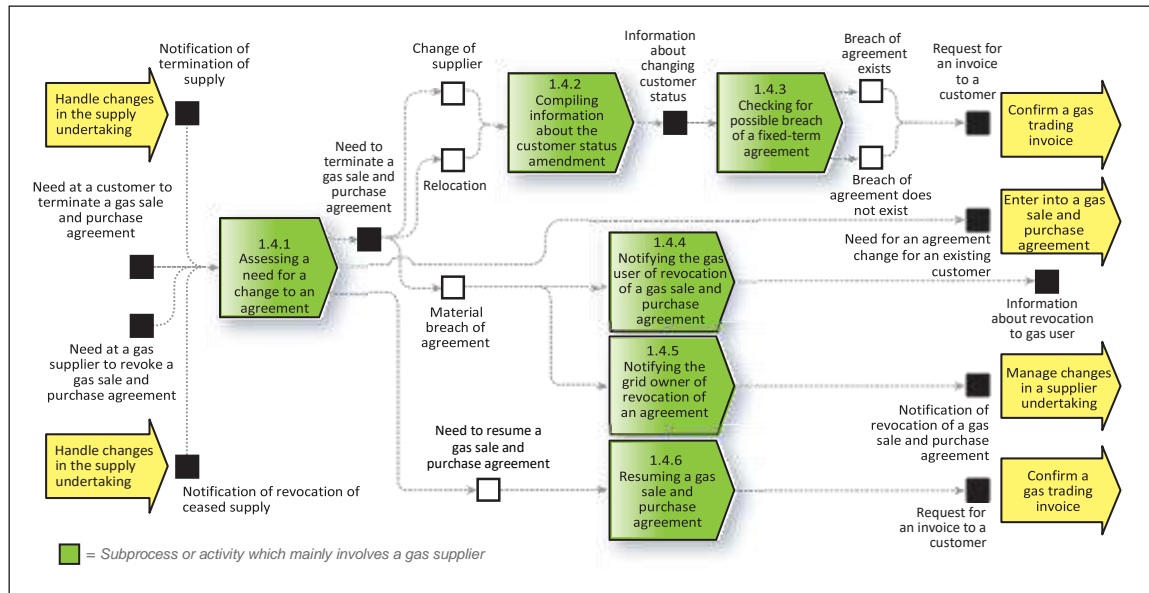 Notification of
termination of
supply
Handle changes
in the supply
undertaking
Need at a customer to
terminate a gas sale
and purchase
agreement
Need at a gas
supplier to revoke a
gas sale and
purchase agreement
Handle changes
in the supply
undertaking
Notification of revocation of
ceased supply
1.4.1
Assessing a
need for a
change to an
agreement
Need to
terminate a
gas sale and
purchase
agreement
Change of
supplier
Relocation
Material
breach of
agreement
Need to resume a
gas sale and
purchase agreement
1.4.2
Compiling
information
about the
customer status
amendment
Information
about
changing
customer
status
1.4.3
Checking for
possible breach
of a fixed-term
agreement
Breach of
agreement
exists
Breach of
agreement does
not exist
Request for
an invoice to a
customer
Confirm a gas
trading
invoice
Enter into a gas
sale and
purchase
agreement
Need for an agreement
change for an existing
customer
1.4.4
Notifying the gas
user of revocation
of a gas sale and
purchase
agreement
Information
about revocation
to gas user
1.4.5
Notifying the
grid owner of
revocation of
an agreement
Manage changes
in a supplier
undertaking
Notification of
revocation of a gas
sale and purchase
agreement
1.4.6
Resuming a gas
sale and
purchase
agreement
Request for
an invoice to a
customer
Confirm a
gas trading
invoice
= Subprocess or activity which mainly involves a gas supplier